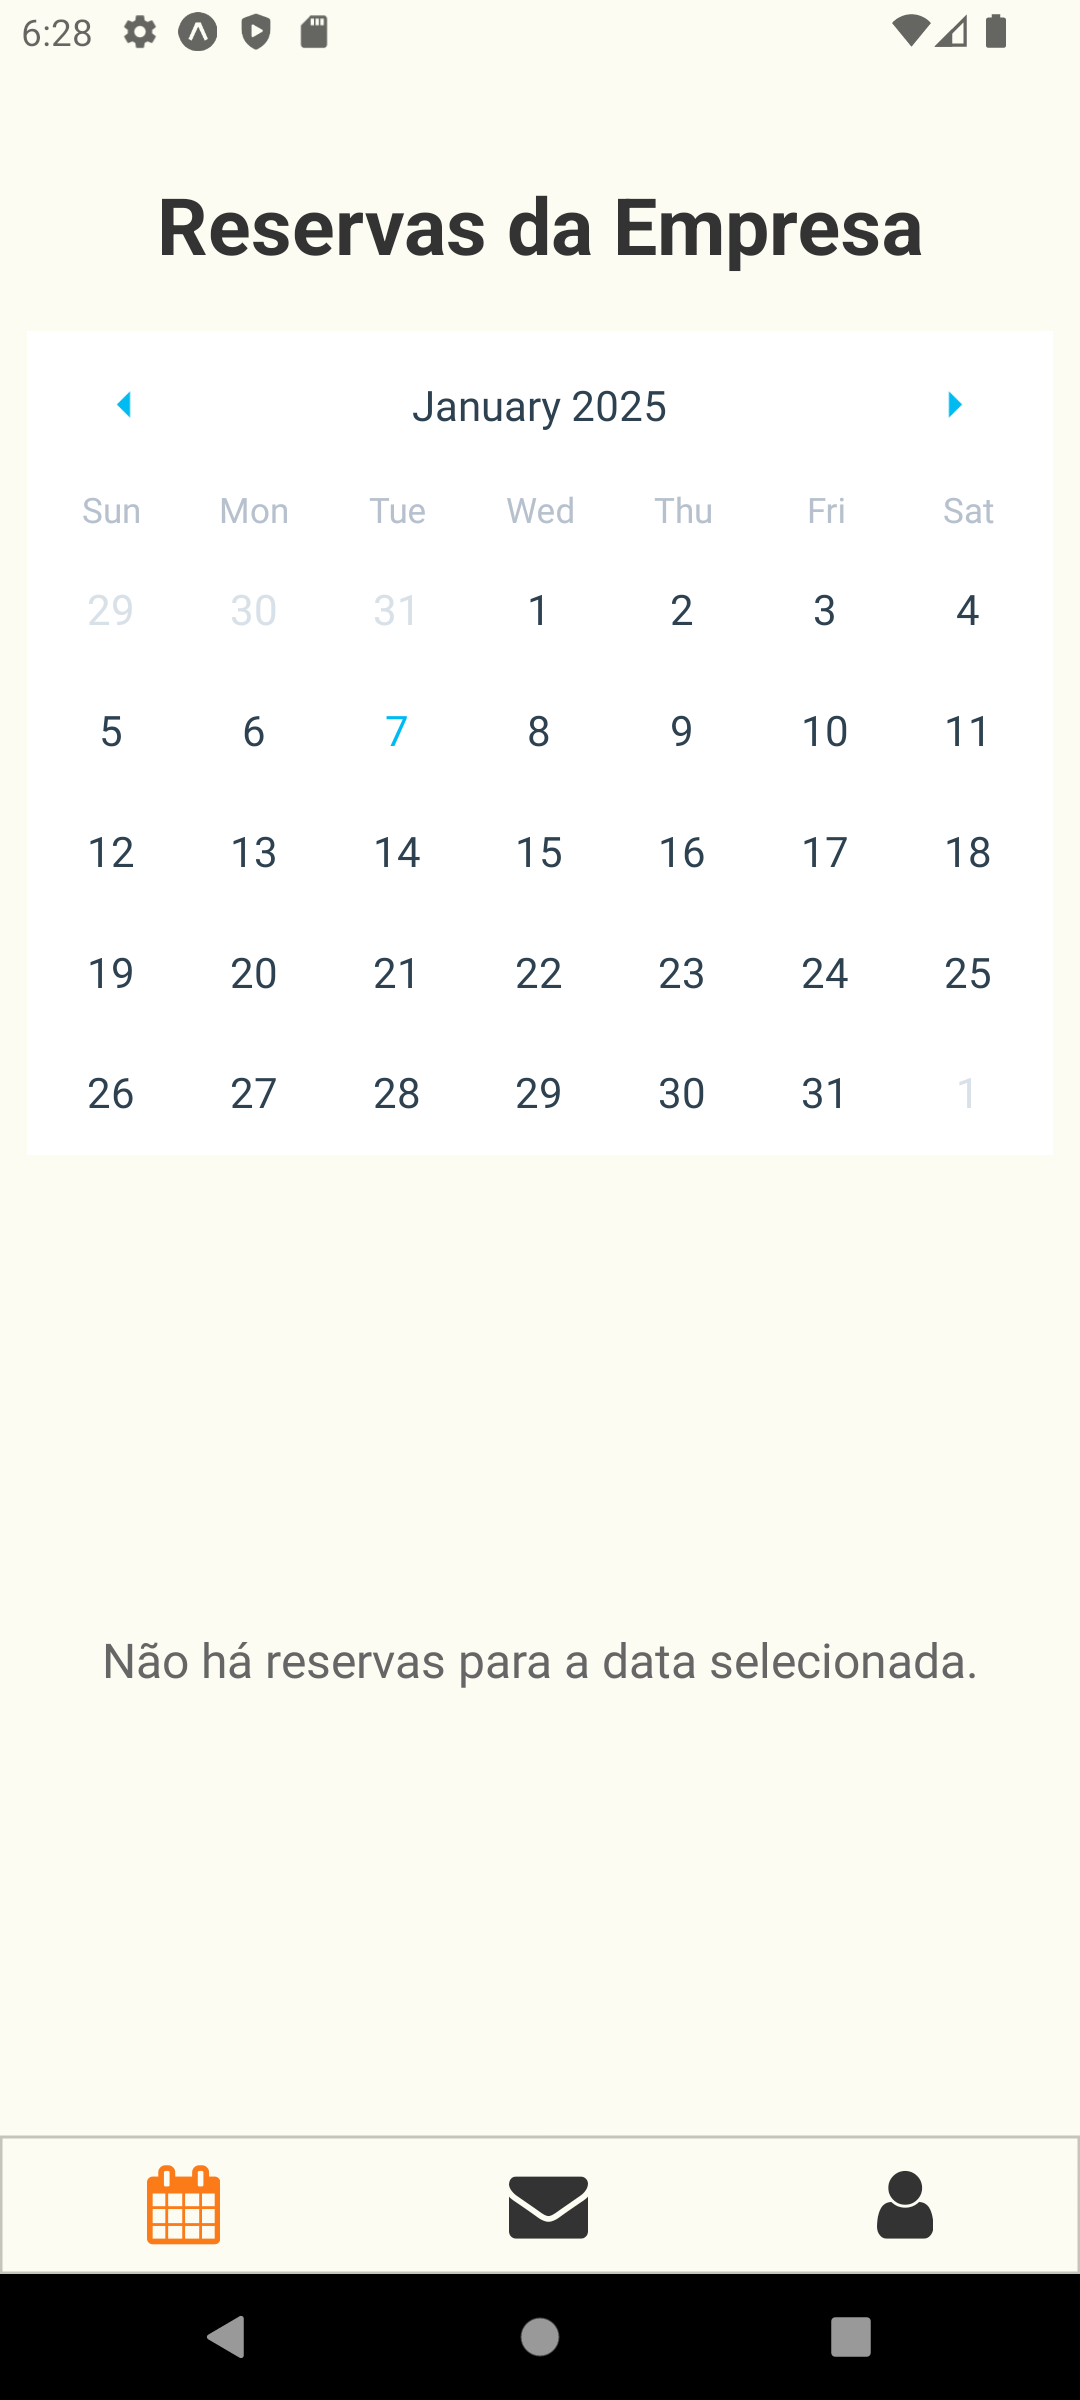 6:28
Reservas da Empresa
January 2025
Sun Mon Tue Wed Thu Fri Sat
29 30 31 1 2 3 4
5 6 7 8 9 10 11
12 13 14 15 16 17 18
19 20 21 22 23 24 25
26 27 28 29 30 31 1
Não há reservas para a data selecionada.